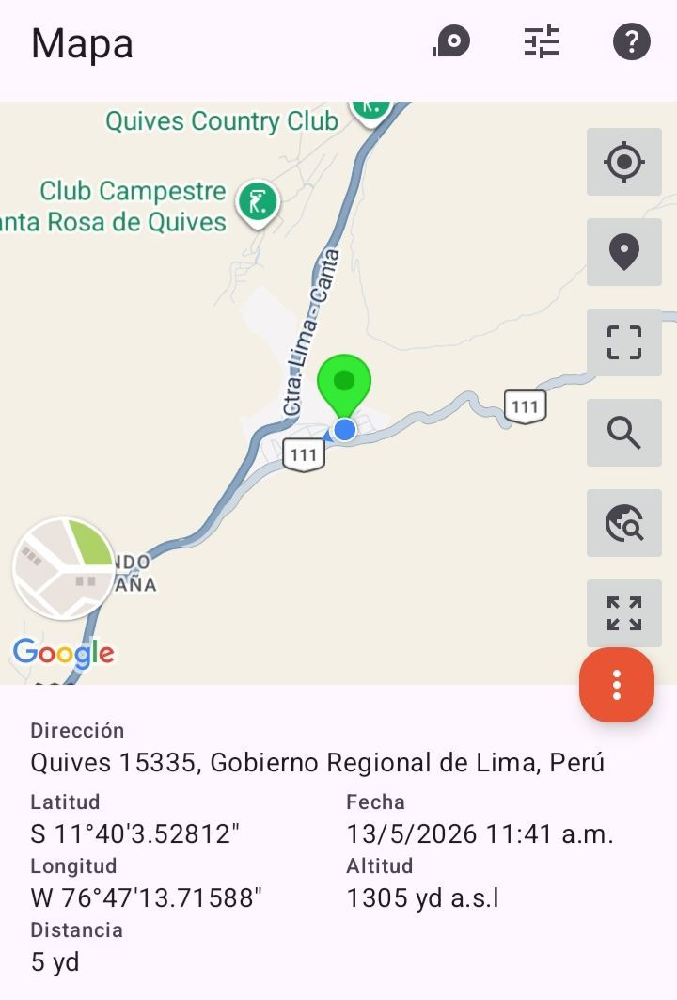 Mapa
Quives Country Club
Club Campestre
anta Rosa de Quives
Ctra. Lima - Canta
111
111
NDO
AÑA
Google
Dirección
Quives 15335, Gobierno Regional de Lima, Perú
Latitud
S 11°40'3.52812"
Fecha
13/5/2026 11:41 a.m.
Longitud
W 76°47'13.71588"
Altitud
1305 yd a.s.l
Distancia
5 yd